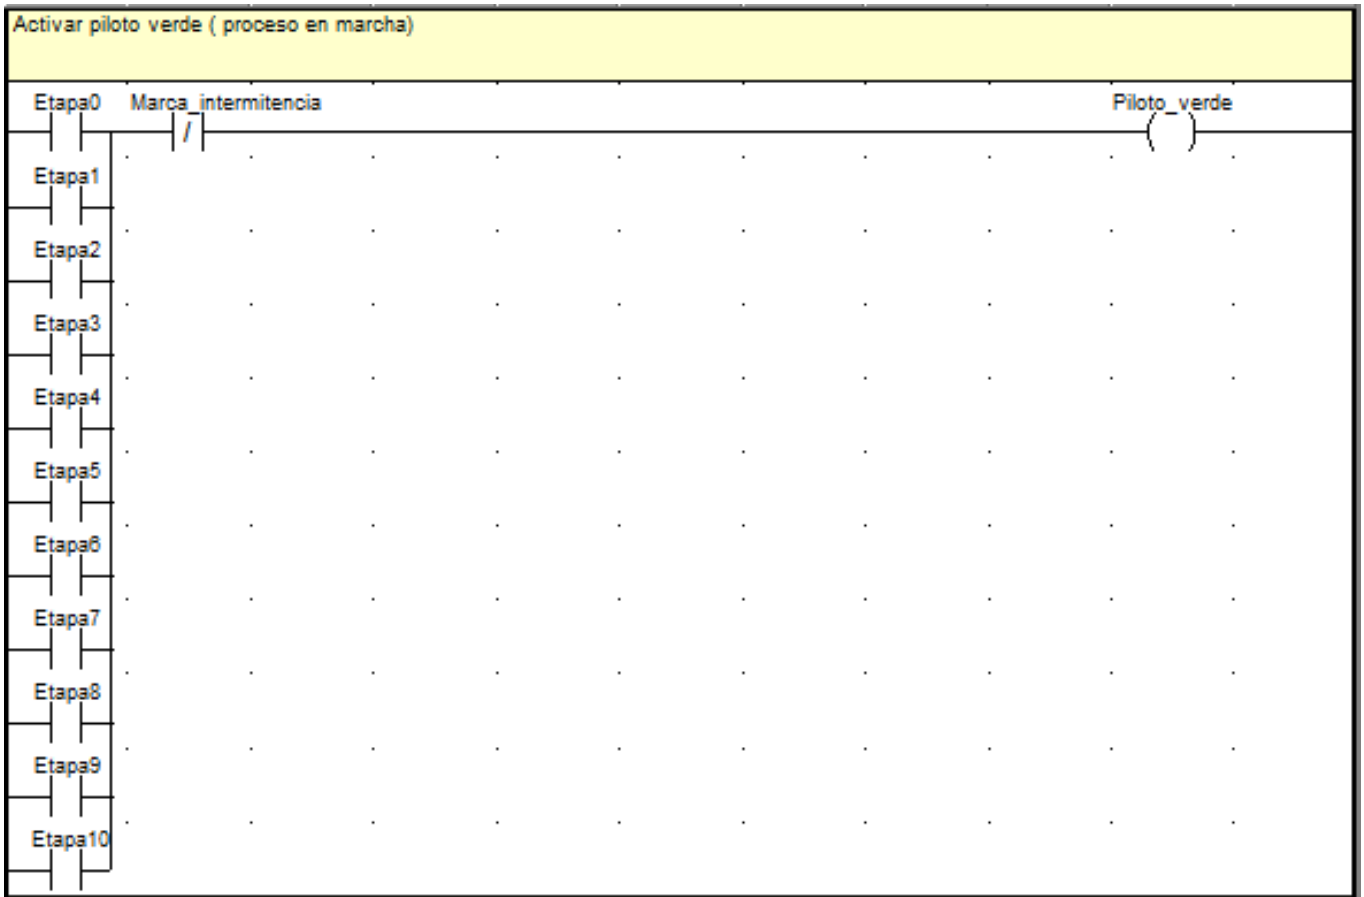 Activar piloto verde ( proceso en marcha)
Etapa0 Marca_intermitencia Piloto_verde
/
Etapa1
Etapa2
Etapa3
Etapa4
Etapa5
Etapa6
Etapa7
Etapa8
Etapa9
Etapa10